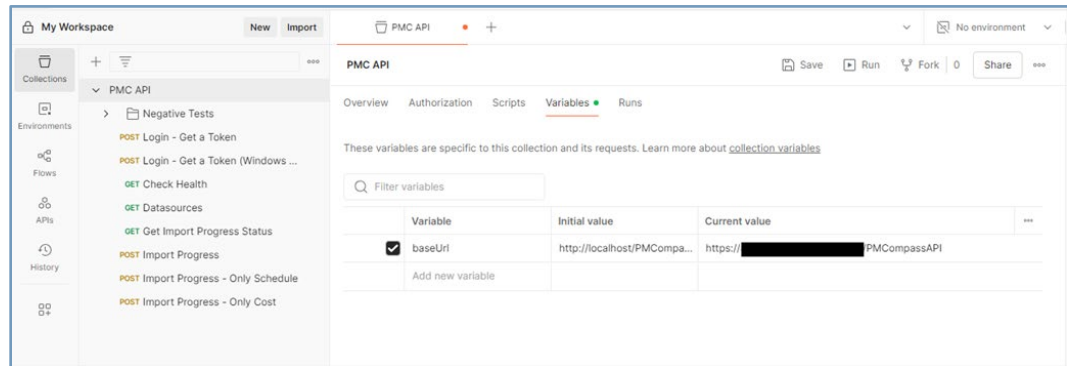 My Workspace
New
Import
PMC API
No environment
Collections
Environments
Flows
APIs
History
PMC API
Negative Tests
POST Login - Get a Token
POST Login - Get a Token (Windows ...
GET Check Health
GET Datasources
GET Get Import Progress Status
POST Import Progress
POST Import Progress - Only Schedule
POST Import Progress - Only Cost
PMC API
Save
Run
Fork 0
Share
Overview Authorization Scripts Variables Runs
These variables are specific to this collection and its requests. Learn more about collection variables
Filter variables
Variable Initial value Current value
baseUrl http://localhost/PMCompa... https:// /PMCompassAPI
Add new variable